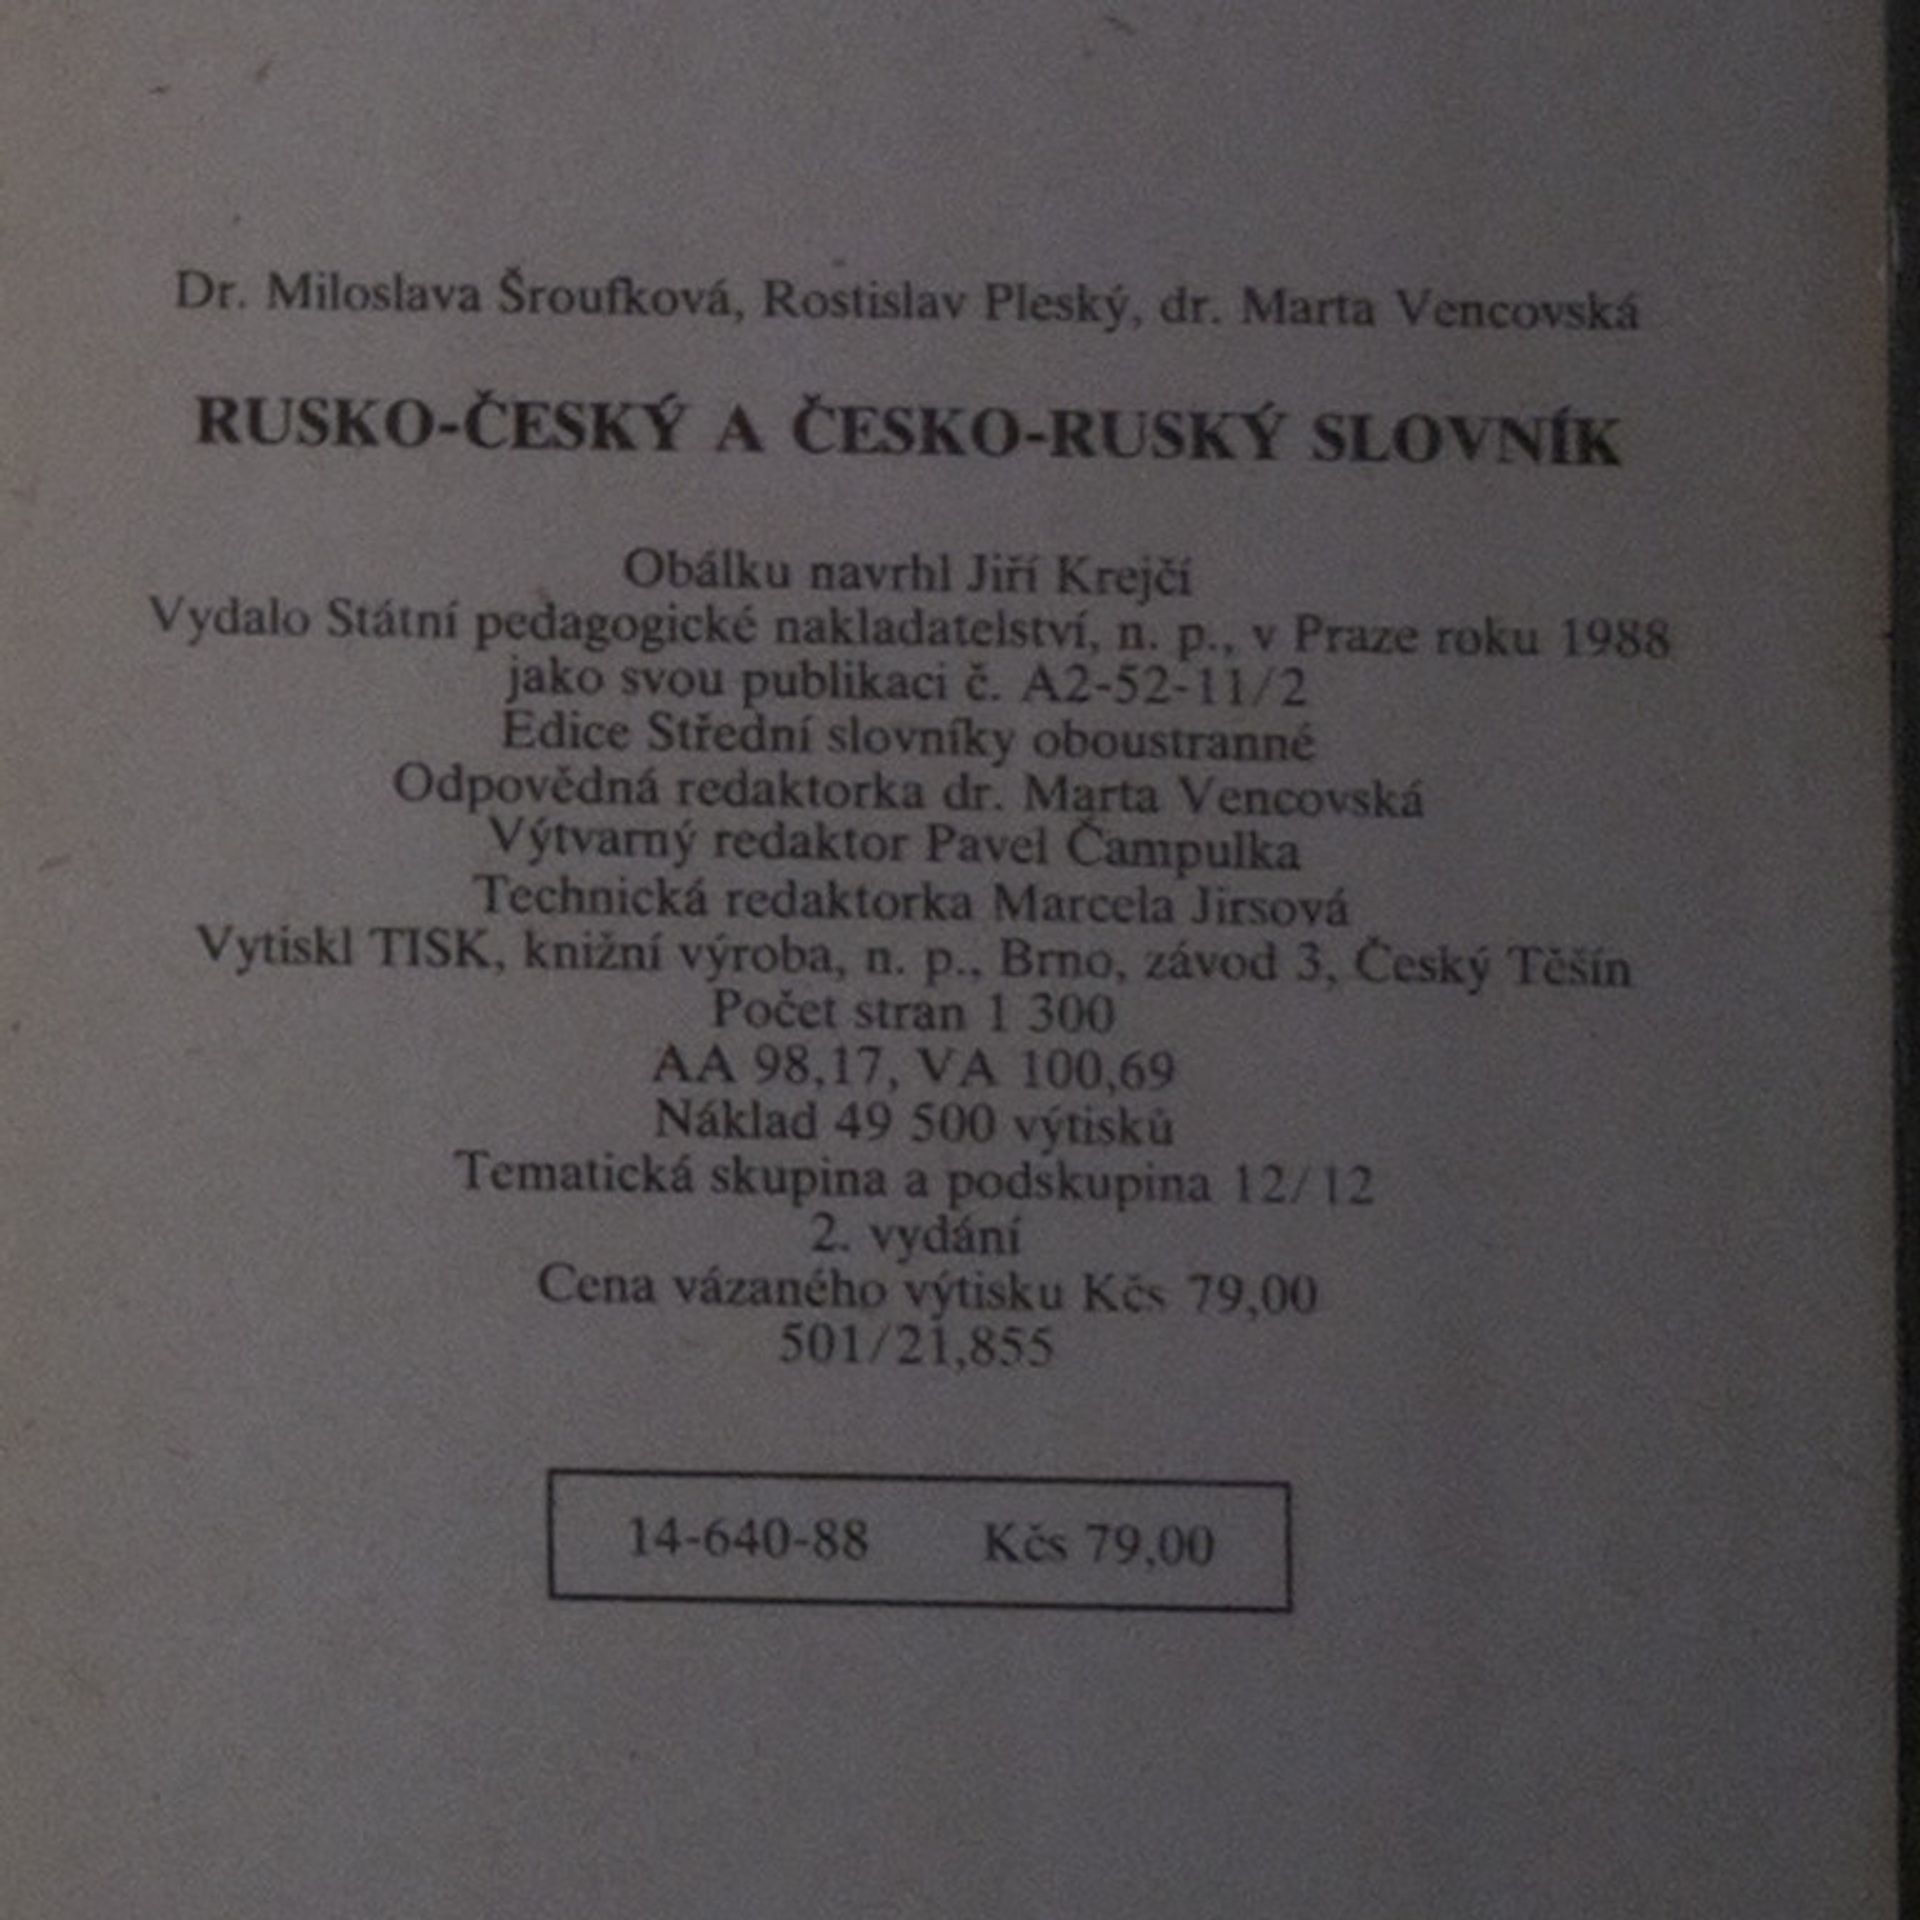 Dr. Miloslava Šroufková, Rostislav Pleský, dr. Marta Vencovská
RUSKO-ČESKÝ A ČESKO-RUSKÝ SLOVNÍK
Obálku navrhl Jiří Krejčí
Vydalo Státní pedagogické nakladatelství, n. p., v Praze roku 1988
jako svou publikaci č. A2-52-11/2
Edice Střední slovníky oboustranné
Odpovědná redaktorka dr. Marta Vencovská
Výtvarný redaktor Pavel Čampulka
Technická redaktorka Marcela Jirsová
Vytiskl TISK, knižní výroba, n. p., Brno, závod 3, Český Těšín
Počet stran 1 300
AA 98,17, VA 100,69
Náklad 49 500 výtisků
Tematická skupina a podskupina 12/12
2. vydání
Cena vázaného výtisku Kčs 79,00
501/21,855
14-640-88 Kčs 79,00